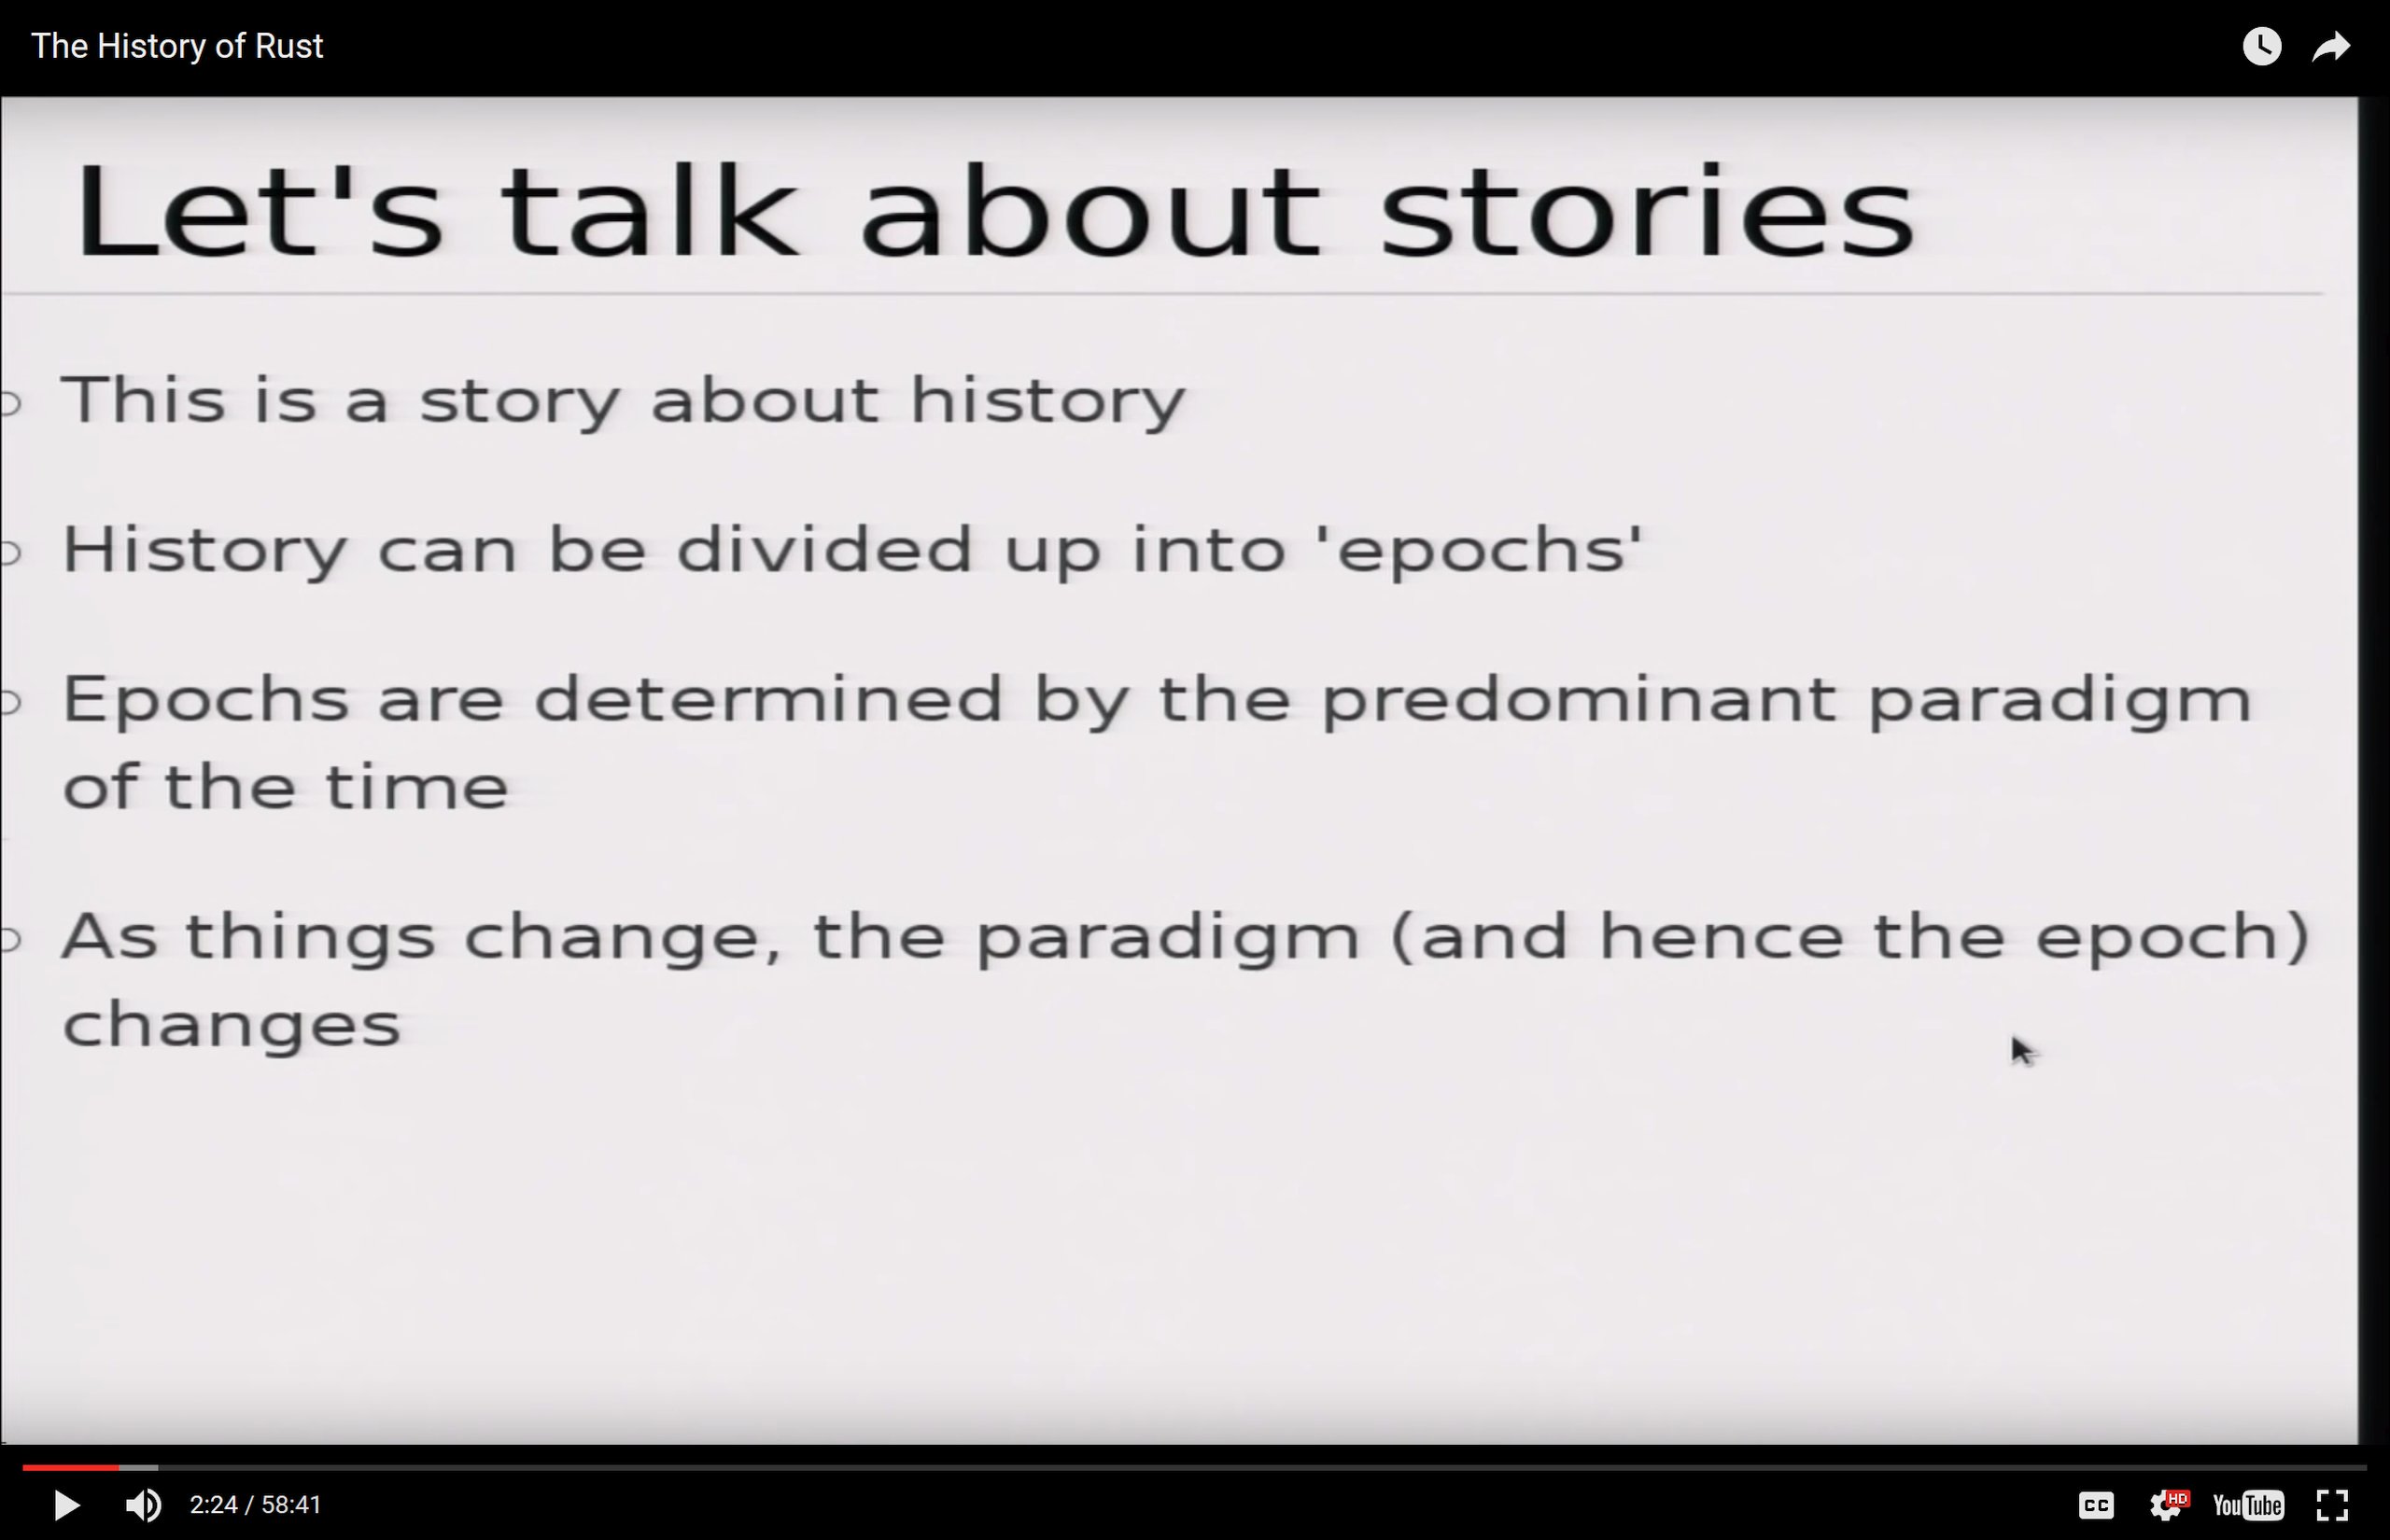 The History of Rust
Let's talk about stories
This is a story about history
History can be divided up into 'epochs'
Epochs are determined by the predominant paradigm
of the time
As things change, the paradigm (and hence the epoch)
changes
2:24 / 58:41
CC
HD
YouTube